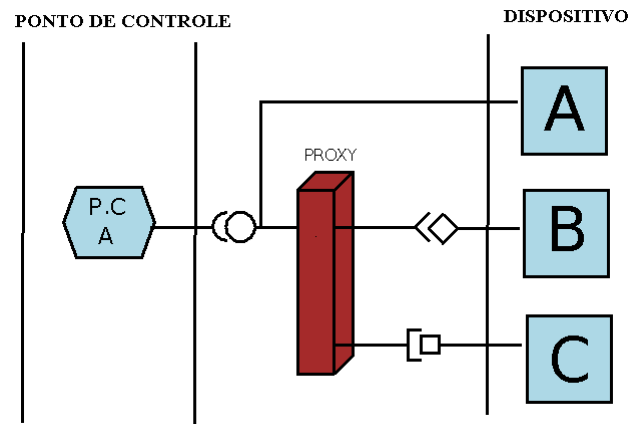 PONTO DE CONTROLE
DISPOSITIVO
A
PROXY
P.C
A
B
C